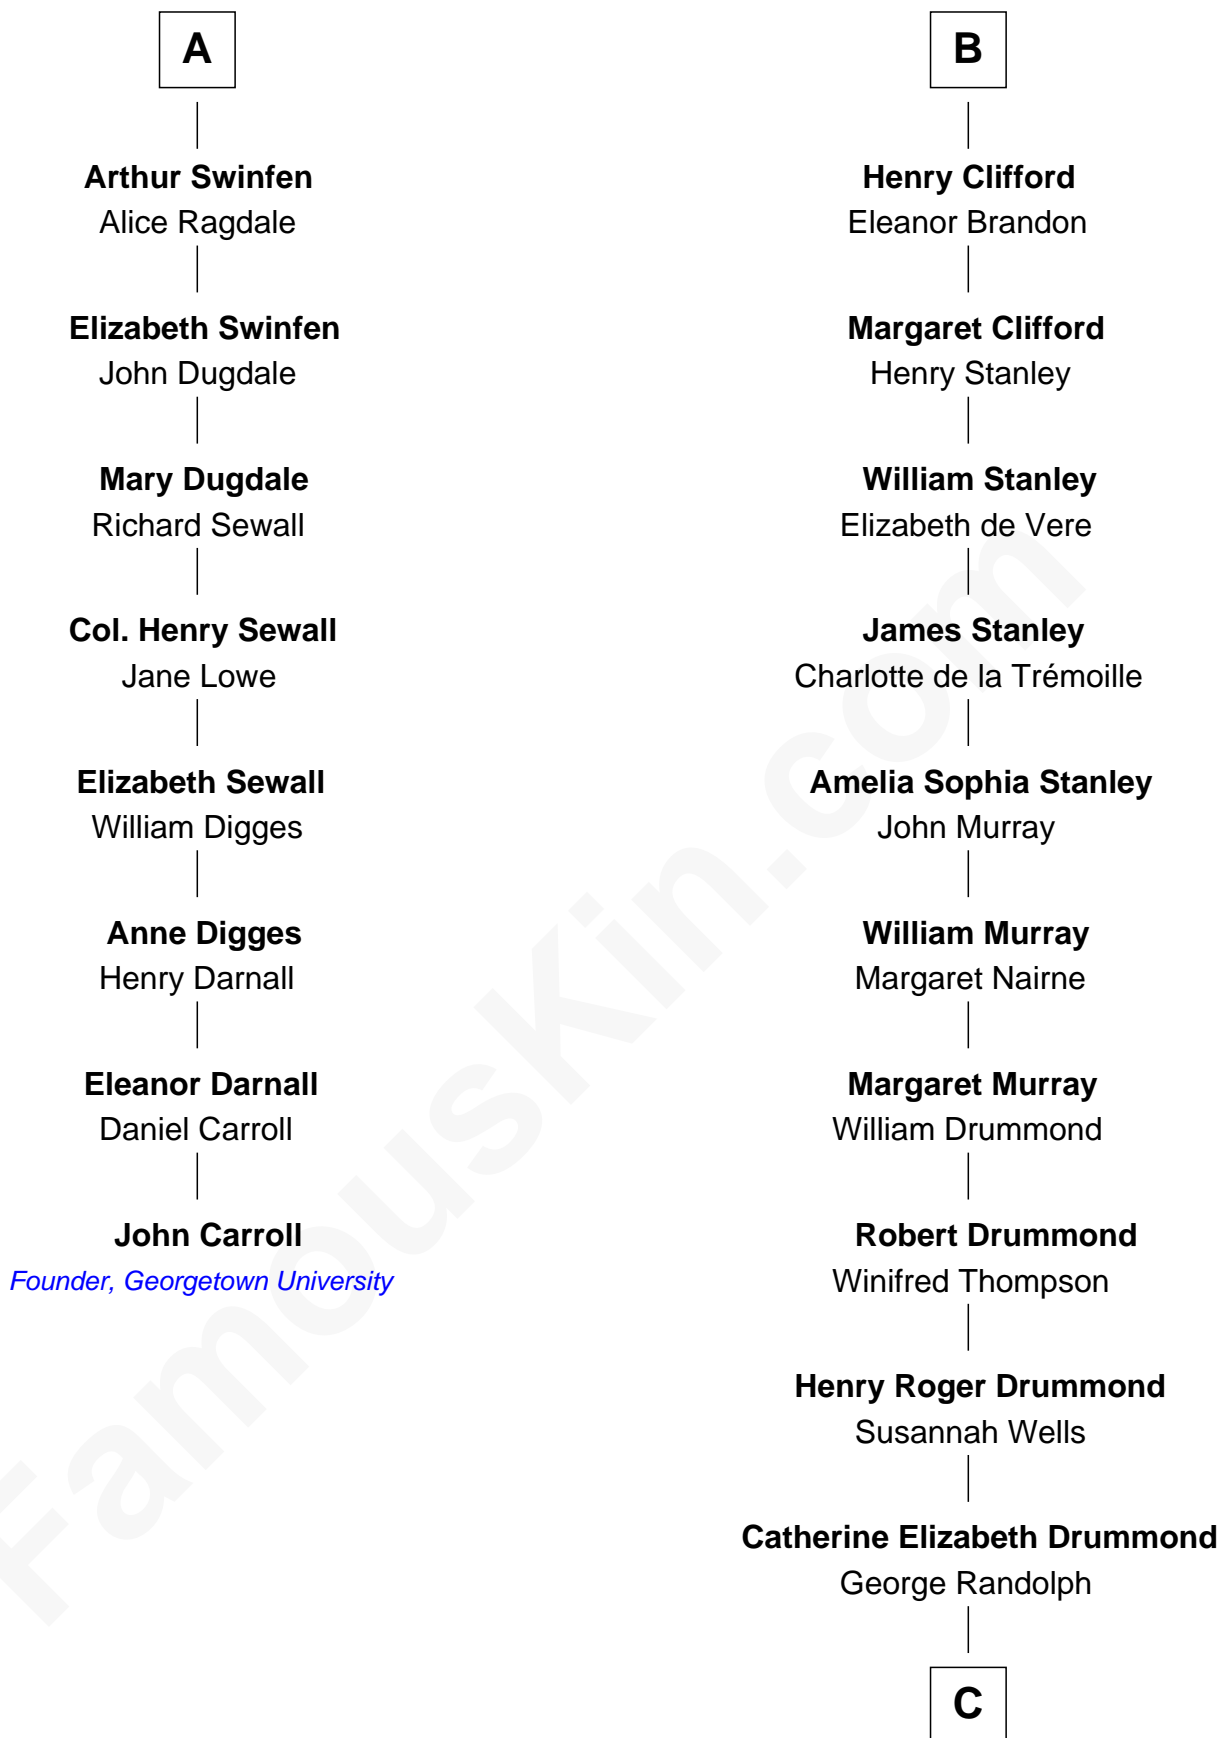 A
Arthur Swinfen
Alice Ragdale
Elizabeth Swinfen
John Dugdale
Mary Dugdale
Richard Sewall
Col. Henry Sewall
Jane Lowe
Elizabeth Sewall
William Digges
Anne Digges
Henry Darnall
Eleanor Darnall
Daniel Carroll
John Carroll
Founder, Georgetown University
B
Henry Clifford
Eleanor Brandon
Margaret Clifford
Henry Stanley
William Stanley
Elizabeth de Vere
James Stanley
Charlotte de la Trémoille
Amelia Sophia Stanley
John Murray
William Murray
Margaret Nairne
Margaret Murray
William Drummond
Robert Drummond
Winifred Thompson
Henry Roger Drummond
Susannah Wells
Catherine Elizabeth Drummond
George Randolph
C
FamousKin.com